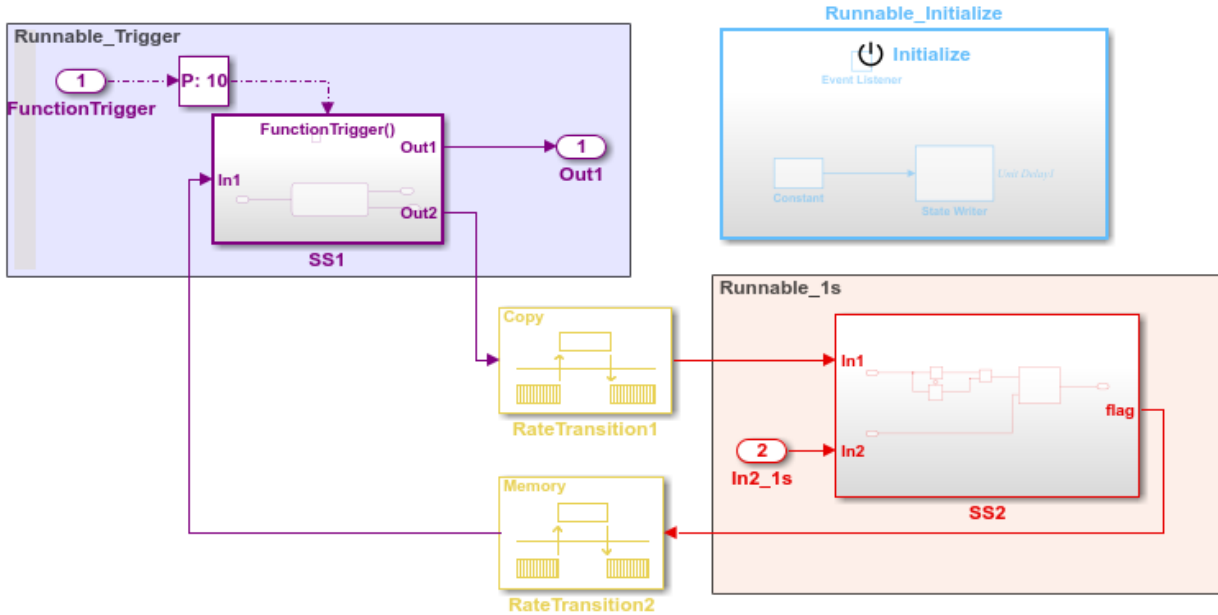 Runnable_Initialize
Runnable_Trigger
1
P: 10
FunctionTrigger
FunctionTrigger()
Out1
In1
Out2
SS1
1
Out1
Initialize
Event Listener
Constant
Unit Delay1
State Writer
Runnable_1s
Copy
RateTransition1
In1
flag
In2
2
In2_1s
SS2
Memory
RateTransition2